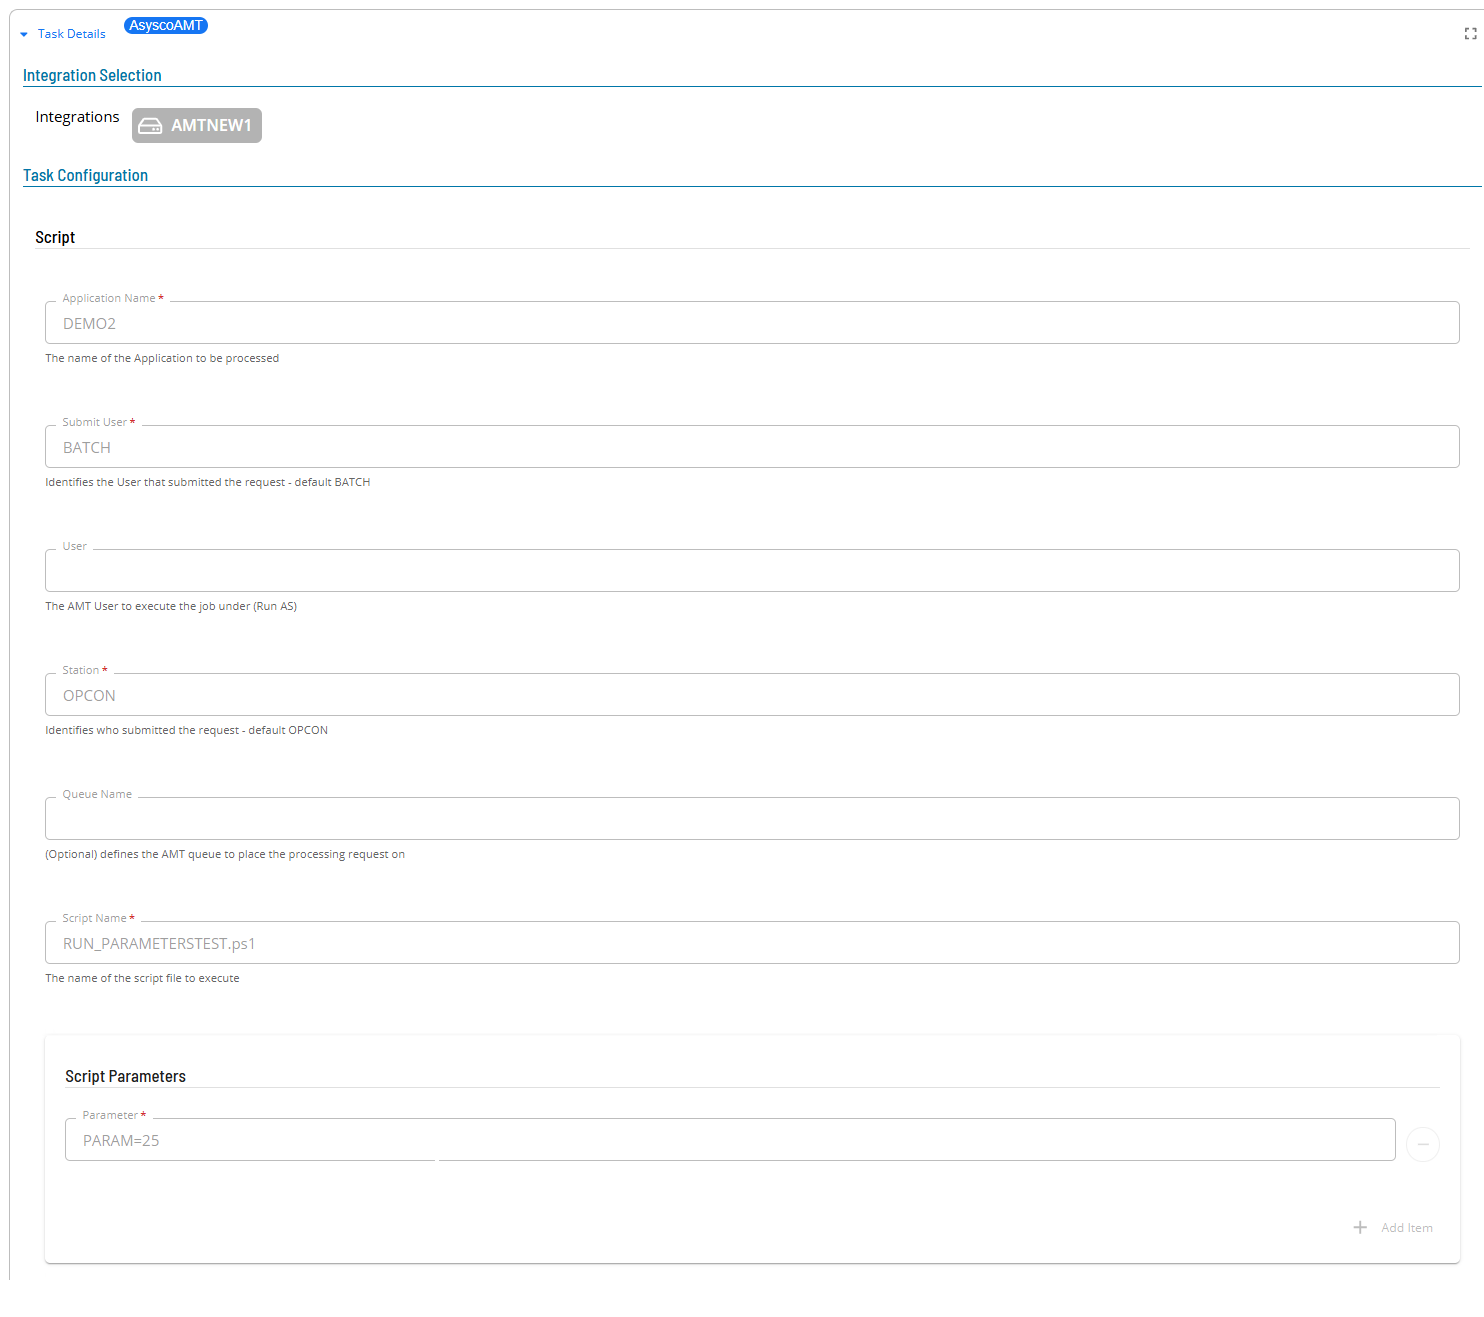 Task Details
AsyscoAMT
Integration Selection
Integrations
AMTNEW1
Task Configuration
Script
Application Name *
DEMO2
The name of the Application to be processed
Submit User *
BATCH
Identifies the User that submitted the request - default BATCH
User
The AMT User to execute the job under (Run AS)
Station *
OPCON
Identifies who submitted the request - default OPCON
Queue Name
(Optional) defines the AMT queue to place the processing request on
Script Name *
RUN_PARAMETERSTEST.ps1
The name of the script file to execute
Script Parameters
Parameter *
PARAM=25
Add Item